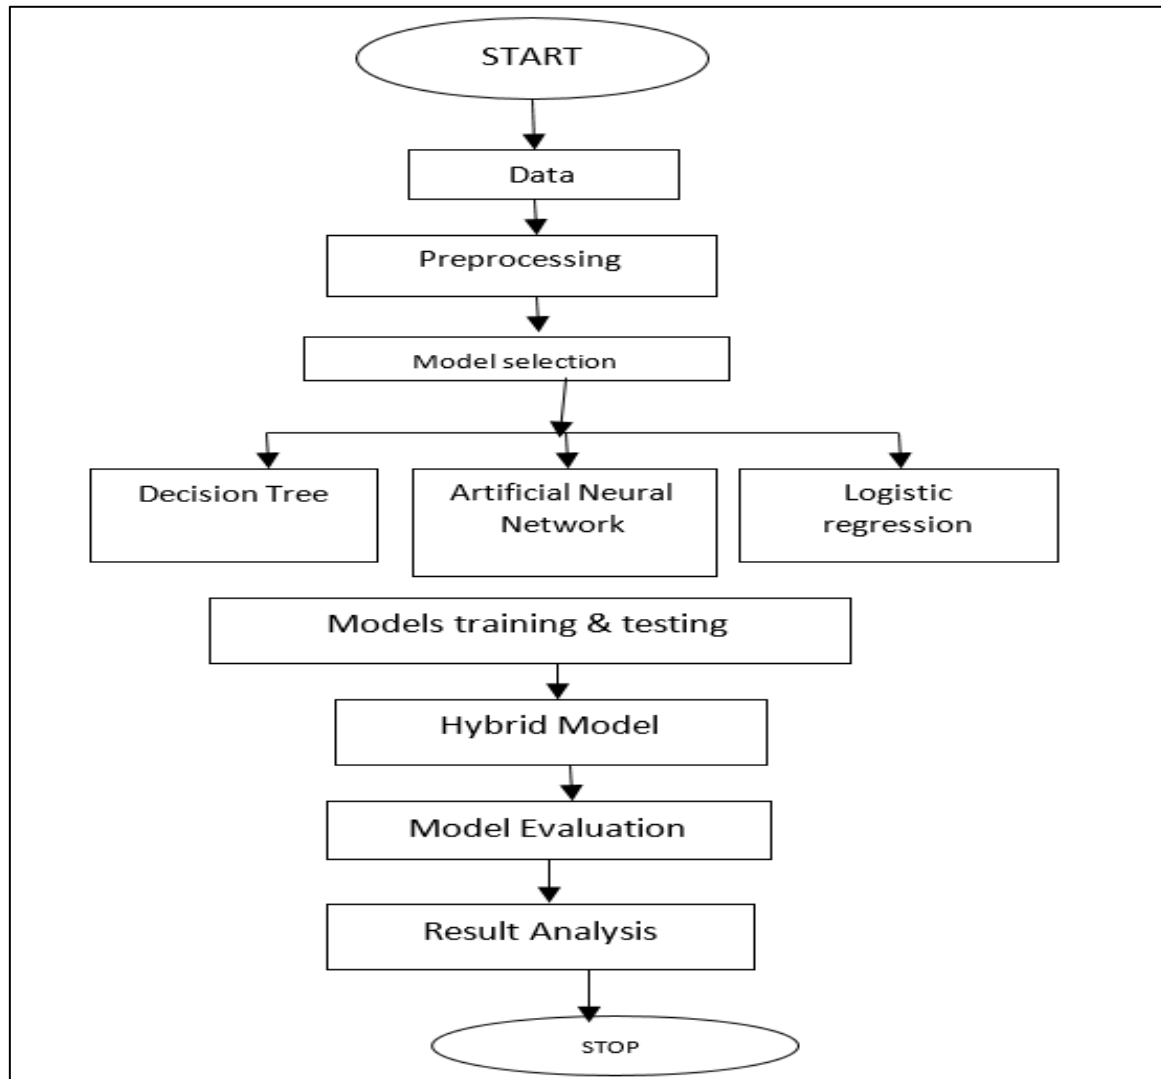 START
Data
Preprocessing
Model selection
Decision Tree
Artificial Neural
Network
Logistic
regression
Models training & testing
Hybrid Model
Model Evaluation
Result Analysis
STOP